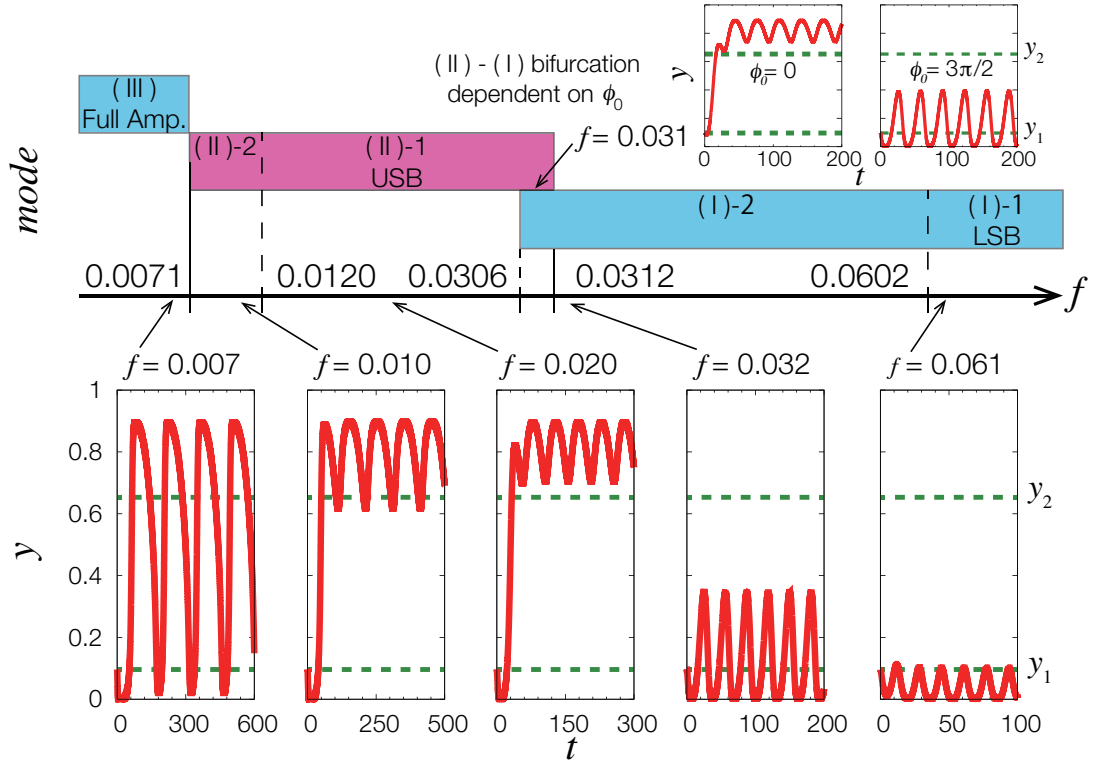 (III)
Full Amp.
(II)-2
(II)-1
USB
(II) - (I) bifurcation
dependent on ϕ₀
f = 0.031
(I)-2
(I)-1
LSB
mode
y
ϕ₀= 0
ϕ₀= 3π/2
y₂
y₁
0 200
0 200
t
0.0071
0.0120
0.0306
0.0312
0.0602
f
f = 0.007
f = 0.010
f = 0.020
f = 0.032
f = 0.061
1
0.8
0.6
0.4
0.2
0
y
y₂
y₁
0 300 600
0 250 500
0 150 300
0 100 200
0 50 100
t